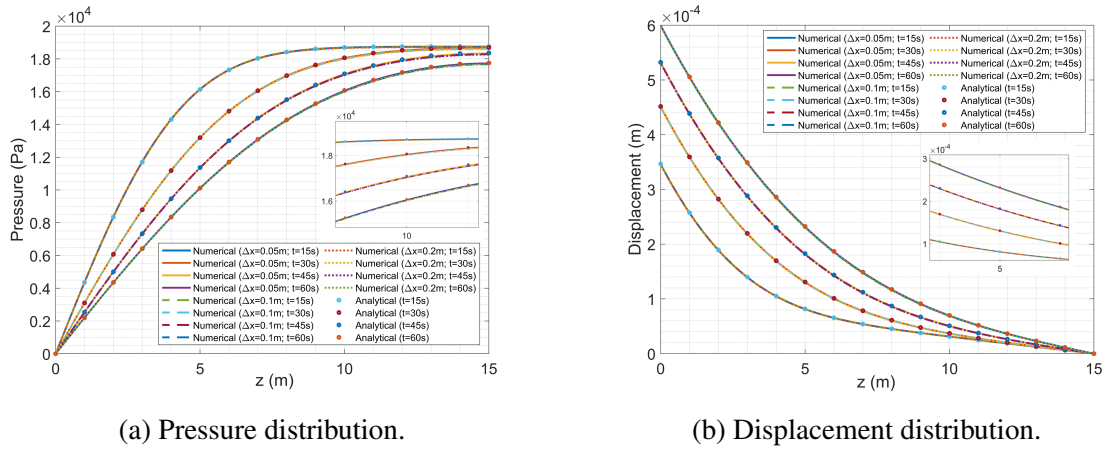 ×10⁴
2
1.8
1.6
1.4
1.2
1
0.8
0.6
0.4
0.2
0
Pressure (Pa)
×10⁴
1.8
1.6
10
Numerical (Δx=0.05m; t=15s)
Numerical (Δx=0.05m; t=30s)
Numerical (Δx=0.05m; t=45s)
Numerical (Δx=0.05m; t=60s)
Numerical (Δx=0.1m; t=15s)
Numerical (Δx=0.1m; t=30s)
Numerical (Δx=0.1m; t=45s)
Numerical (Δx=0.1m; t=60s)
Numerical (Δx=0.2m; t=15s)
Numerical (Δx=0.2m; t=30s)
Numerical (Δx=0.2m; t=45s)
Numerical (Δx=0.2m; t=60s)
Analytical (t=15s)
Analytical (t=30s)
Analytical (t=45s)
Analytical (t=60s)
0 5 10 15
z (m)
(a) Pressure distribution.
×10⁻⁴
6
5
4
3
2
1
0
Displacement (m)
Numerical (Δx=0.05m; t=15s)
Numerical (Δx=0.05m; t=30s)
Numerical (Δx=0.05m; t=45s)
Numerical (Δx=0.05m; t=60s)
Numerical (Δx=0.1m; t=15s)
Numerical (Δx=0.1m; t=30s)
Numerical (Δx=0.1m; t=45s)
Numerical (Δx=0.1m; t=60s)
Numerical (Δx=0.2m; t=15s)
Numerical (Δx=0.2m; t=30s)
Numerical (Δx=0.2m; t=45s)
Numerical (Δx=0.2m; t=60s)
Analytical (t=15s)
Analytical (t=30s)
Analytical (t=45s)
Analytical (t=60s)
×10⁻⁴
3
2
1
5
0 5 10 15
z (m)
(b) Displacement distribution.